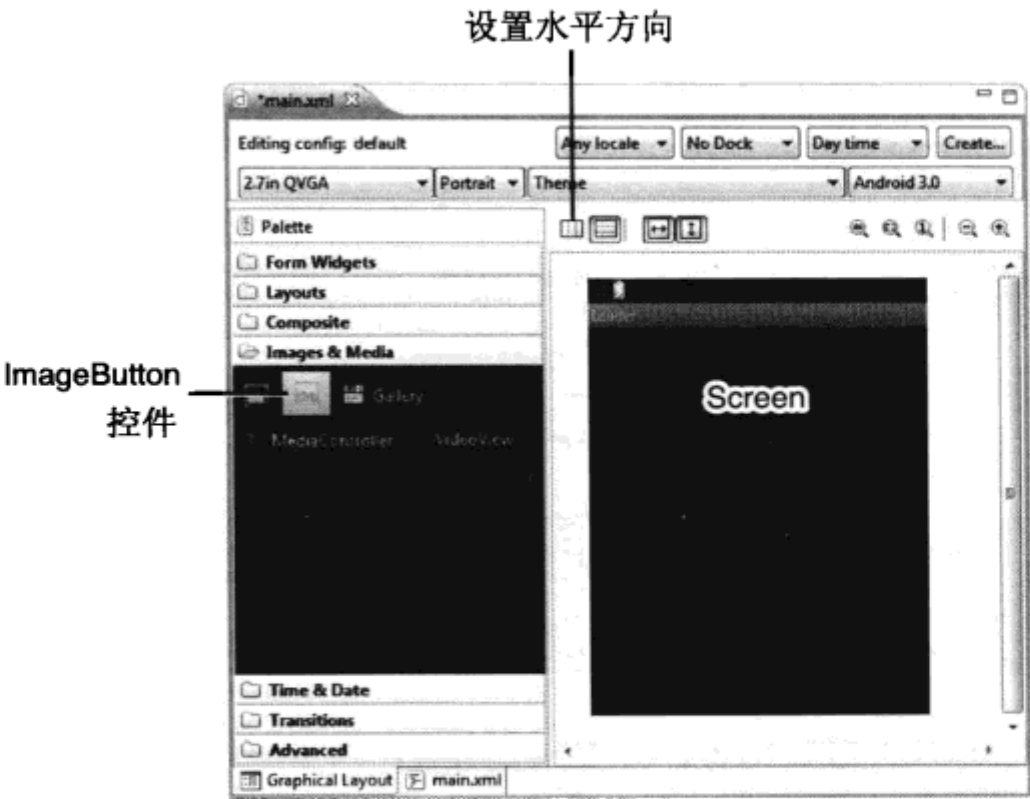 设置水平方向
*main.xml
Editing config: default
Any locale
No Dock
Day time
Create...
2.7in QVGA
Portrait
Theme
Android 3.0
Palette
Form Widgets
Layouts
Composite
Images & Media
ImageButton
控件
Gallery
MediaController
VideoView
Screen
Time & Date
Transitions
Advanced
Graphical Layout
main.xml